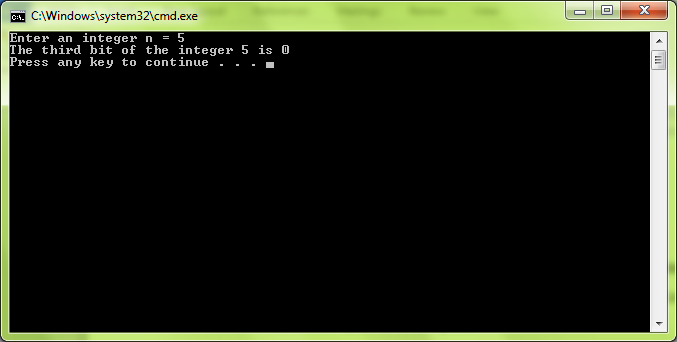 C:\Windows\system32\cmd.exe
Enter an integer n = 5
The third bit of the integer 5 is 0
Press any key to continue . . .